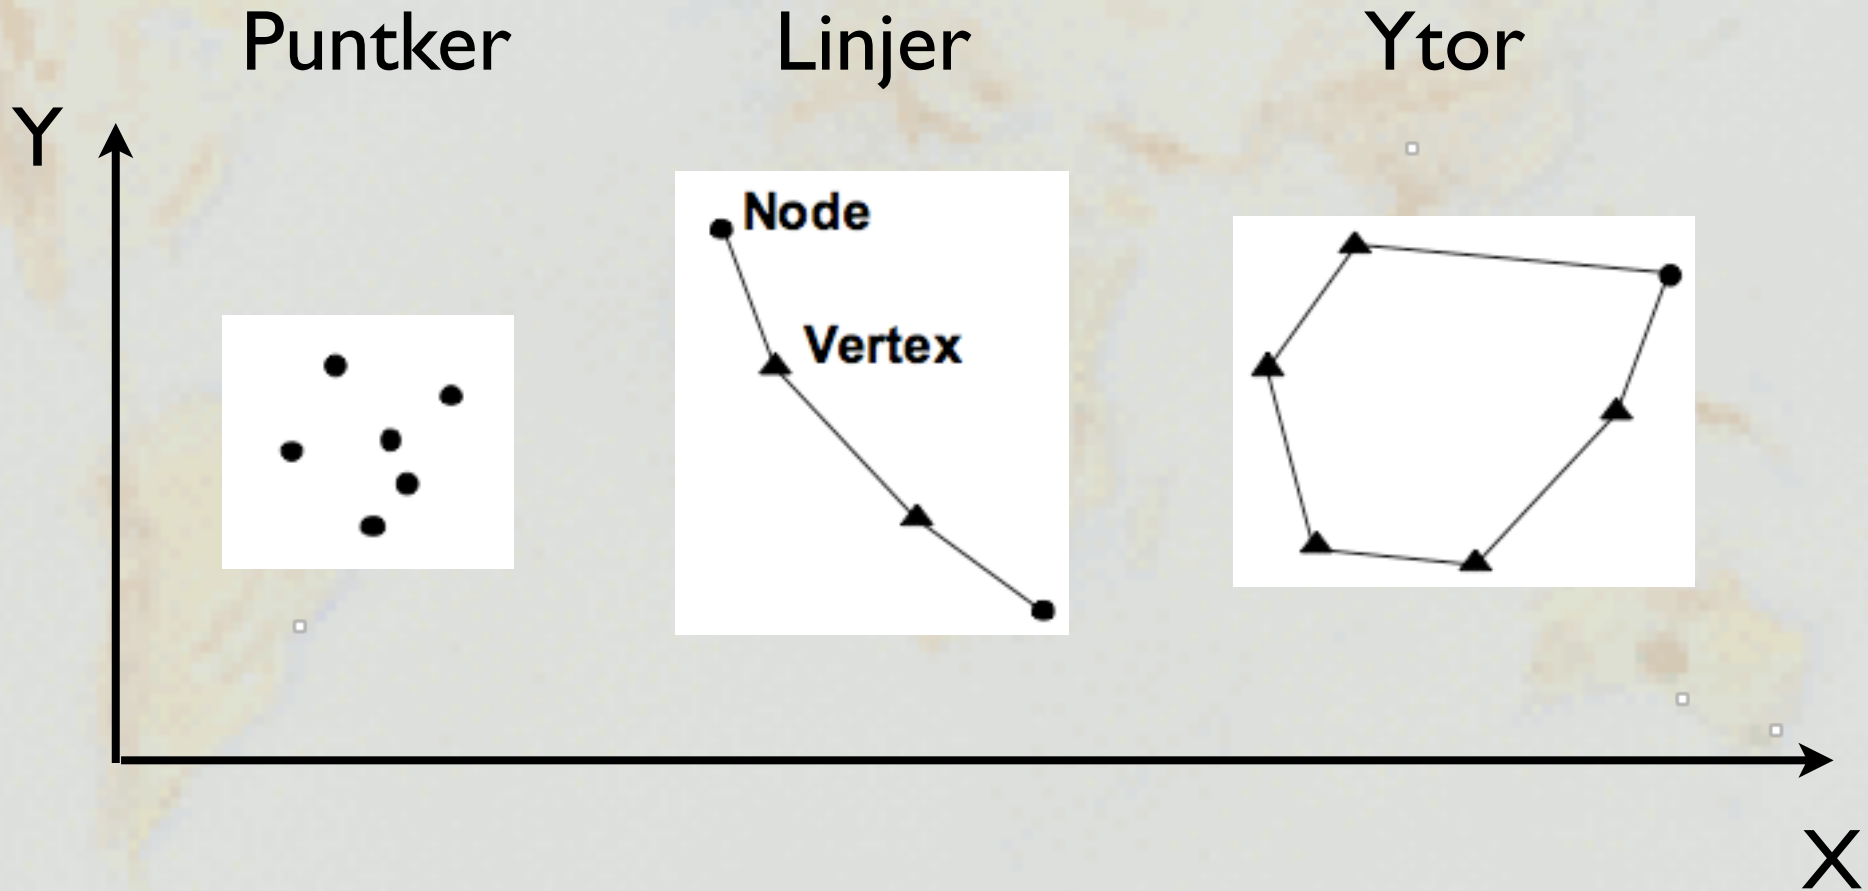 Puntker
Linjer
Ytor
Y
Node
Vertex
X